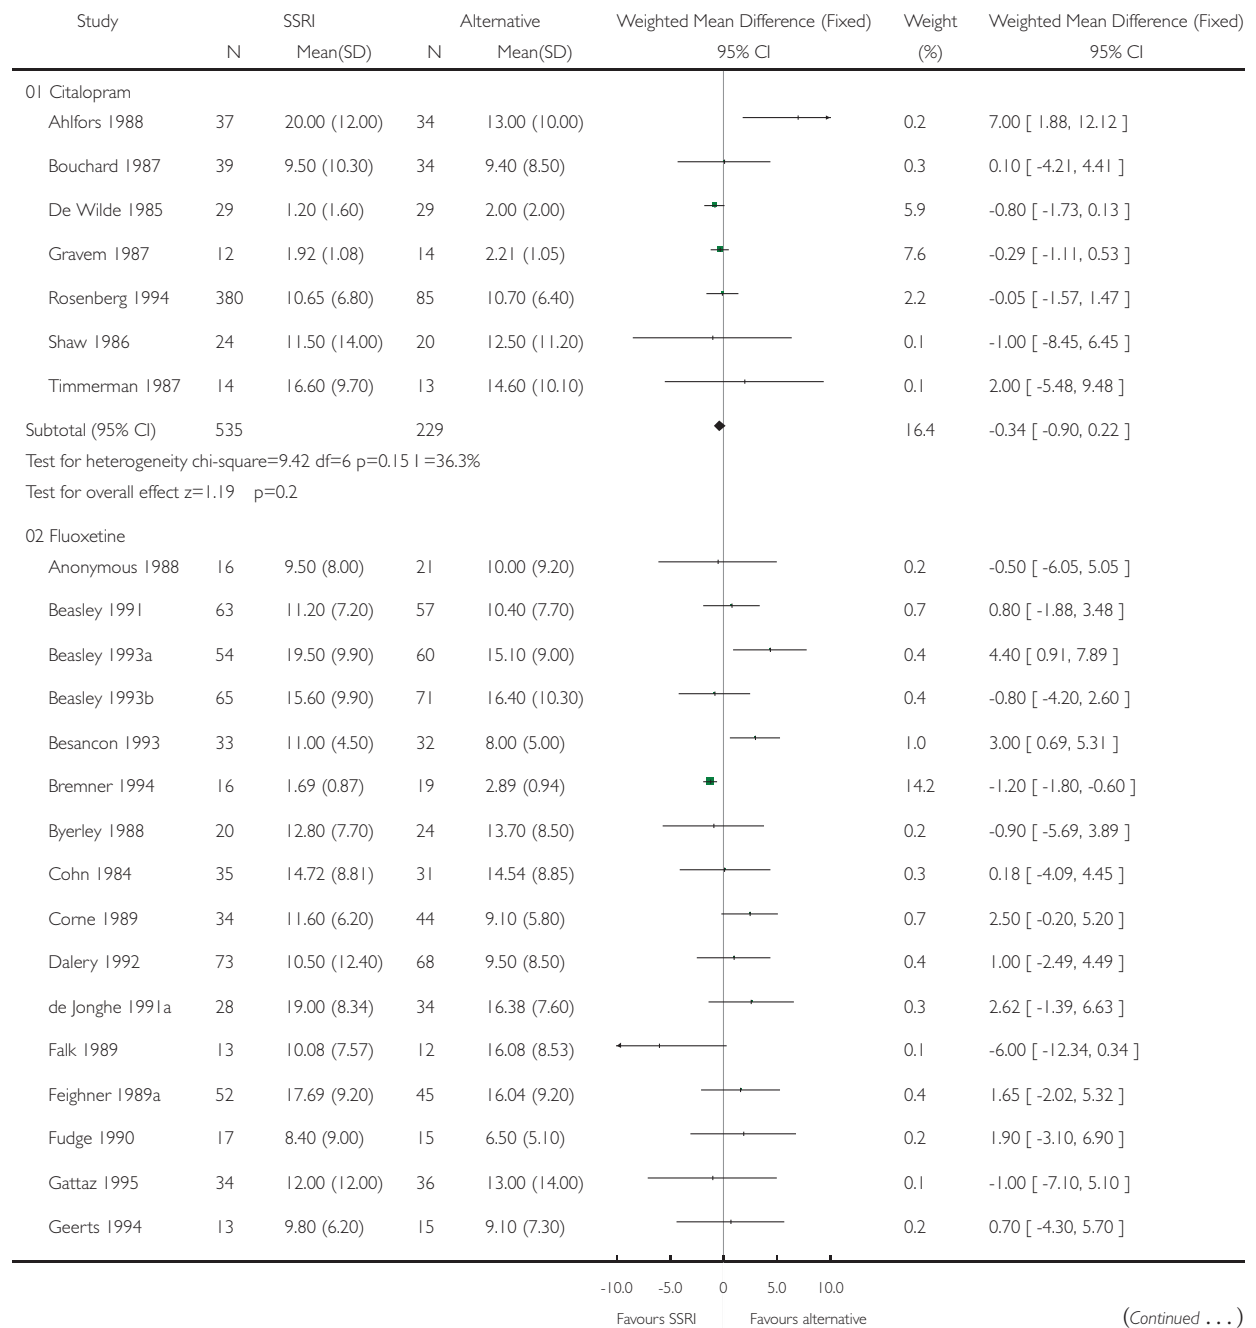 Study SSRI Alternative Weighted Mean Difference (Fixed) Weight Weighted Mean Difference (Fixed)
N Mean(SD) N Mean(SD) 95% CI (%) 95% CI
01 Citalopram
Ahlfors 1988 37 20.00 (12.00) 34 13.00 (10.00) 0.2 7.00 [ 1.88, 12.12 ]
Bouchard 1987 39 9.50 (10.30) 34 9.40 (8.50) 0.3 0.10 [ -4.21, 4.41 ]
De Wilde 1985 29 1.20 (1.60) 29 2.00 (2.00) 5.9 -0.80 [ -1.73, 0.13 ]
Gravem 1987 12 1.92 (1.08) 14 2.21 (1.05) 7.6 -0.29 [ -1.11, 0.53 ]
Rosenberg 1994 380 10.65 (6.80) 85 10.70 (6.40) 2.2 -0.05 [ -1.57, 1.47 ]
Shaw 1986 24 11.50 (14.00) 20 12.50 (11.20) 0.1 -1.00 [ -8.45, 6.45 ]
Timmerman 1987 14 16.60 (9.70) 13 14.60 (10.10) 0.1 2.00 [ -5.48, 9.48 ]
Subtotal (95% CI) 535 229 16.4 -0.34 [ -0.90, 0.22 ]
Test for heterogeneity chi-square=9.42 df=6 p=0.15 I =36.3%
Test for overall effect z=1.19 p=0.2
02 Fluoxetine
Anonymous 1988 16 9.50 (8.00) 21 10.00 (9.20) 0.2 -0.50 [ -6.05, 5.05 ]
Beasley 1991 63 11.20 (7.20) 57 10.40 (7.70) 0.7 0.80 [ -1.88, 3.48 ]
Beasley 1993a 54 19.50 (9.90) 60 15.10 (9.00) 0.4 4.40 [ 0.91, 7.89 ]
Beasley 1993b 65 15.60 (9.90) 71 16.40 (10.30) 0.4 -0.80 [ -4.20, 2.60 ]
Besancon 1993 33 11.00 (4.50) 32 8.00 (5.00) 1.0 3.00 [ 0.69, 5.31 ]
Bremner 1994 16 1.69 (0.87) 19 2.89 (0.94) 14.2 -1.20 [ -1.80, -0.60 ]
Byerley 1988 20 12.80 (7.70) 24 13.70 (8.50) 0.2 -0.90 [ -5.69, 3.89 ]
Cohn 1984 35 14.72 (8.81) 31 14.54 (8.85) 0.3 0.18 [ -4.09, 4.45 ]
Corne 1989 34 11.60 (6.20) 44 9.10 (5.80) 0.7 2.50 [ -0.20, 5.20 ]
Dalery 1992 73 10.50 (12.40) 68 9.50 (8.50) 0.4 1.00 [ -2.49, 4.49 ]
de Jonghe 1991a 28 19.00 (8.34) 34 16.38 (7.60) 0.3 2.62 [ -1.39, 6.63 ]
Falk 1989 13 10.08 (7.57) 12 16.08 (8.53) 0.1 -6.00 [ -12.34, 0.34 ]
Feighner 1989a 52 17.69 (9.20) 45 16.04 (9.20) 0.4 1.65 [ -2.02, 5.32 ]
Fudge 1990 17 8.40 (9.00) 15 6.50 (5.10) 0.2 1.90 [ -3.10, 6.90 ]
Gattaz 1995 34 12.00 (12.00) 36 13.00 (14.00) 0.1 -1.00 [ -7.10, 5.10 ]
Geerts 1994 13 9.80 (6.20) 15 9.10 (7.30) 0.2 0.70 [ -4.30, 5.70 ]
-10.0 -5.0 0 5.0 10.0
Favours SSRI Favours alternative (Continued . . . )